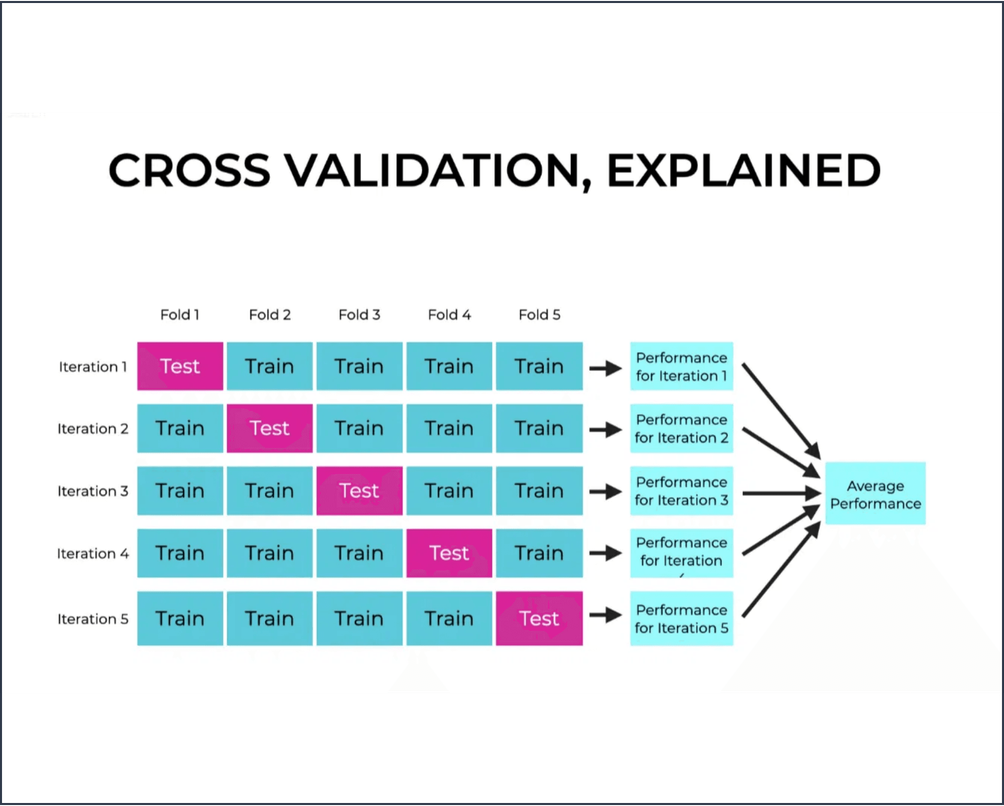 CROSS VALIDATION, EXPLAINED
Fold 1 Fold 2 Fold 3 Fold 4 Fold 5
Iteration 1 Test Train Train Train Train
Performance
for Iteration 1
Iteration 2 Train Test Train Train Train
Performance
for Iteration 2
Iteration 3 Train Train Test Train Train
Performance
for Iteration 3
Iteration 4 Train Train Train Test Train
Performance
for Iteration
Iteration 5 Train Train Train Train Test
Performance
for Iteration 5
Average
Performance